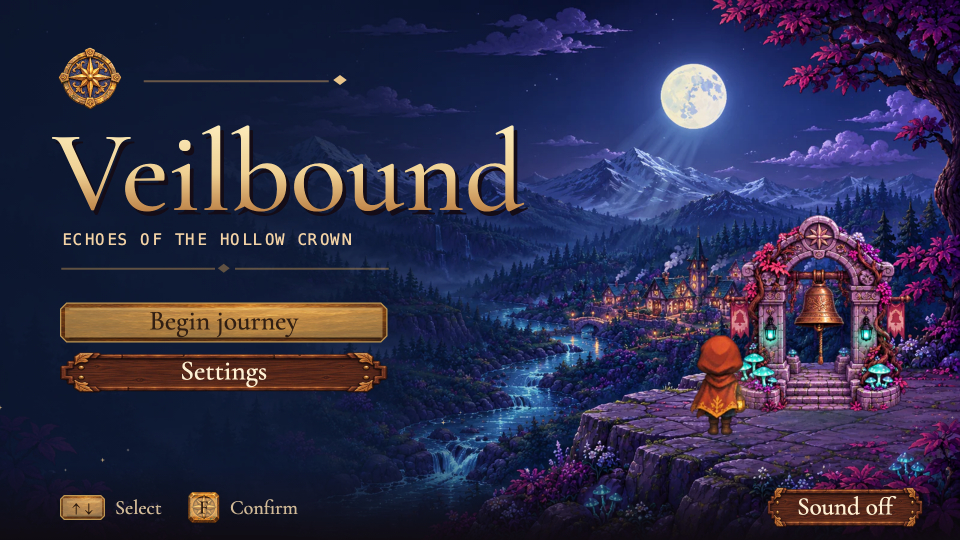 Veilbound
ECHOES OF THE HOLLOW CROWN
Begin journey
Settings
↑↓ Select F Confirm
Sound off